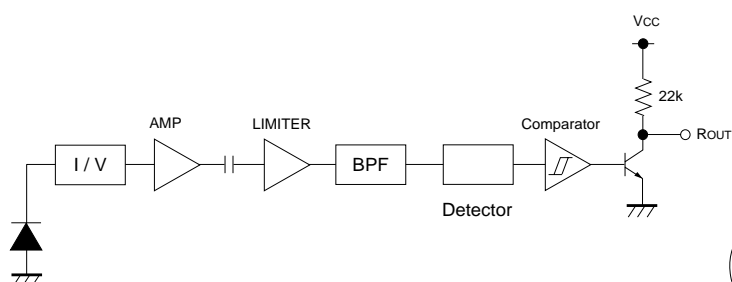 Vcc
22k
AMP
LIMITER
Comparator
ROUT
I / V
BPF
Detector